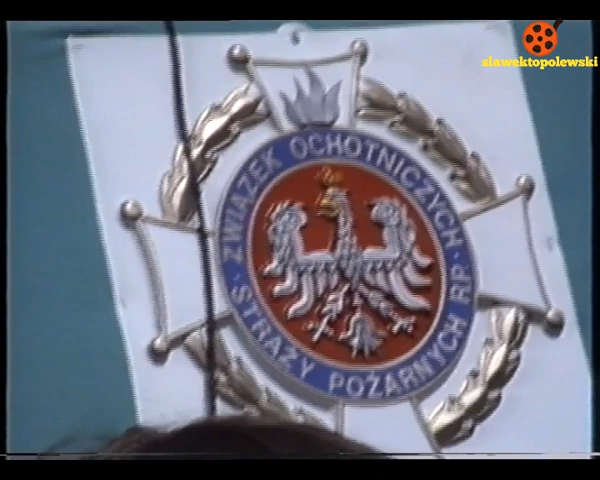 slawektopolewski
ZWIĄZEK OCHOTNICZYCH
STRAŻY POŻARNYCH RP